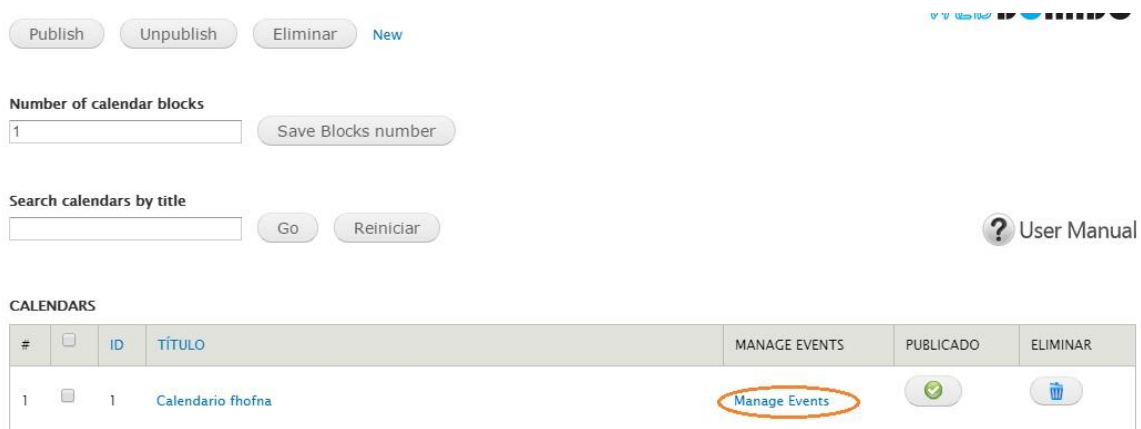 Publish Unpublish Eliminar New
Number of calendar blocks
1 Save Blocks number
Search calendars by title
Go Reiniciar
? User Manual
CALENDARS
# ID TÍTULO MANAGE EVENTS PUBLICADO ELIMINAR
1 1 Calendario fhofna Manage Events